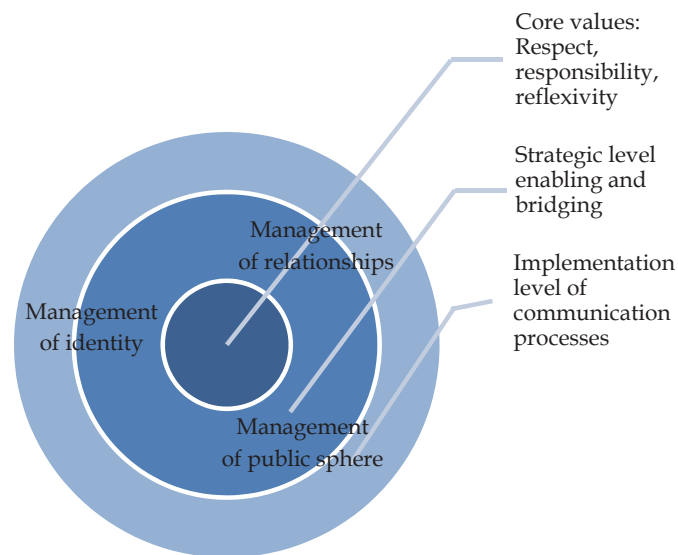 Core values:
Respect,
responsibility,
reflexivity
Strategic level
enabling and
bridging
Implementation
level of
communication
processes
Management
of relationships
Management
of identity
Management
of public sphere